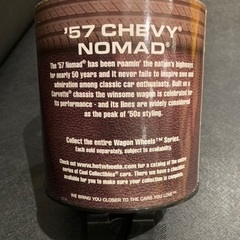 '57 CHEVY®
NOMAD®
The '57 Nomad® has been roamin' the nation's highways
for nearly 50 years and it never fails to inspire awe and
admiration among classic car enthusiasts. Built on a
Corvette® chassis the winsome wagon is celebrated for
its performance - and its lines are widely considered
as the peak of '50s styling.
Collect the entire Wagon Wheels™ Series.
Each sold separately, subject to availability.
Check out www.hotwheels.com for a catalog of the entire
series of Cool Collectibles® cars. There is also a checklist
available for you to make sure your collection is complete.
WE BRING YOU CLOSER TO THE CARS YOU LOVE™